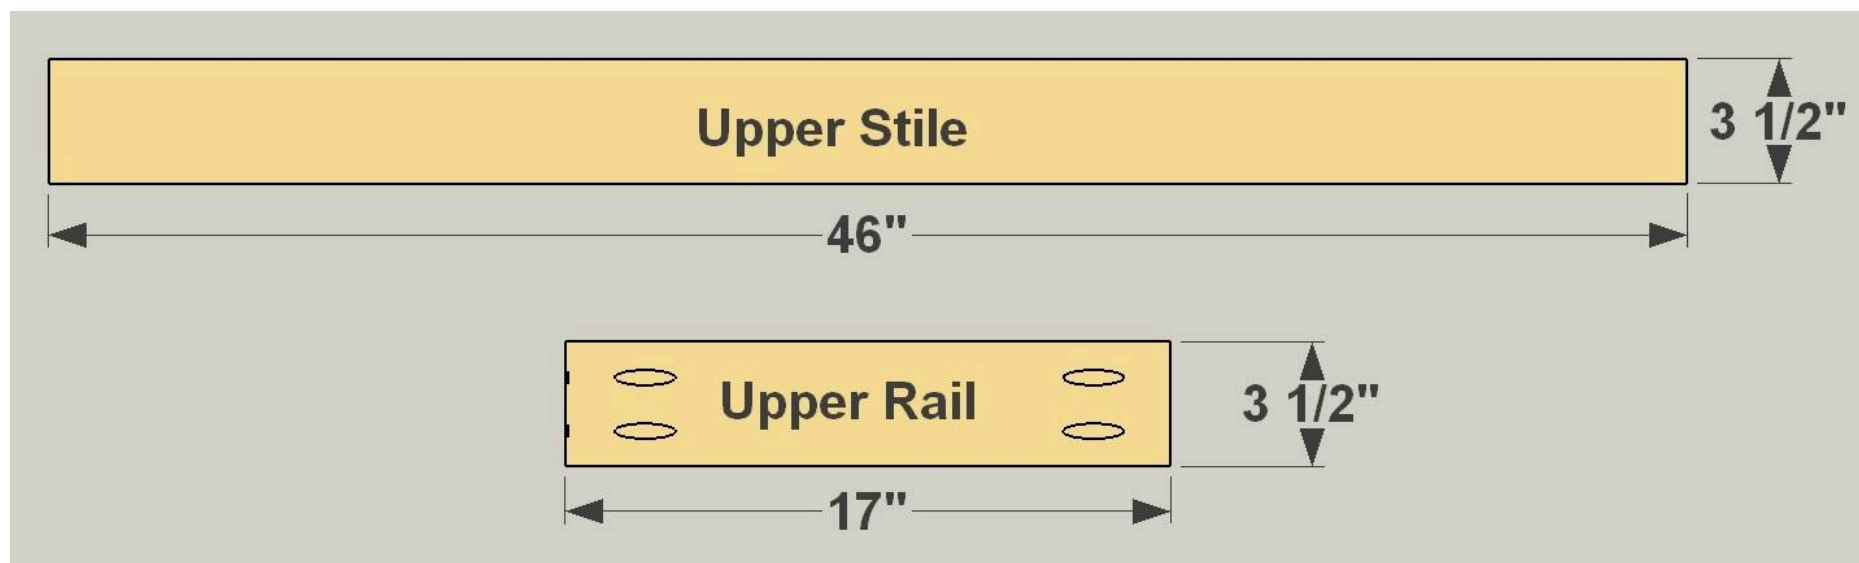 Upper Stile
3 1/2"
46"
Upper Rail
3 1/2"
17"